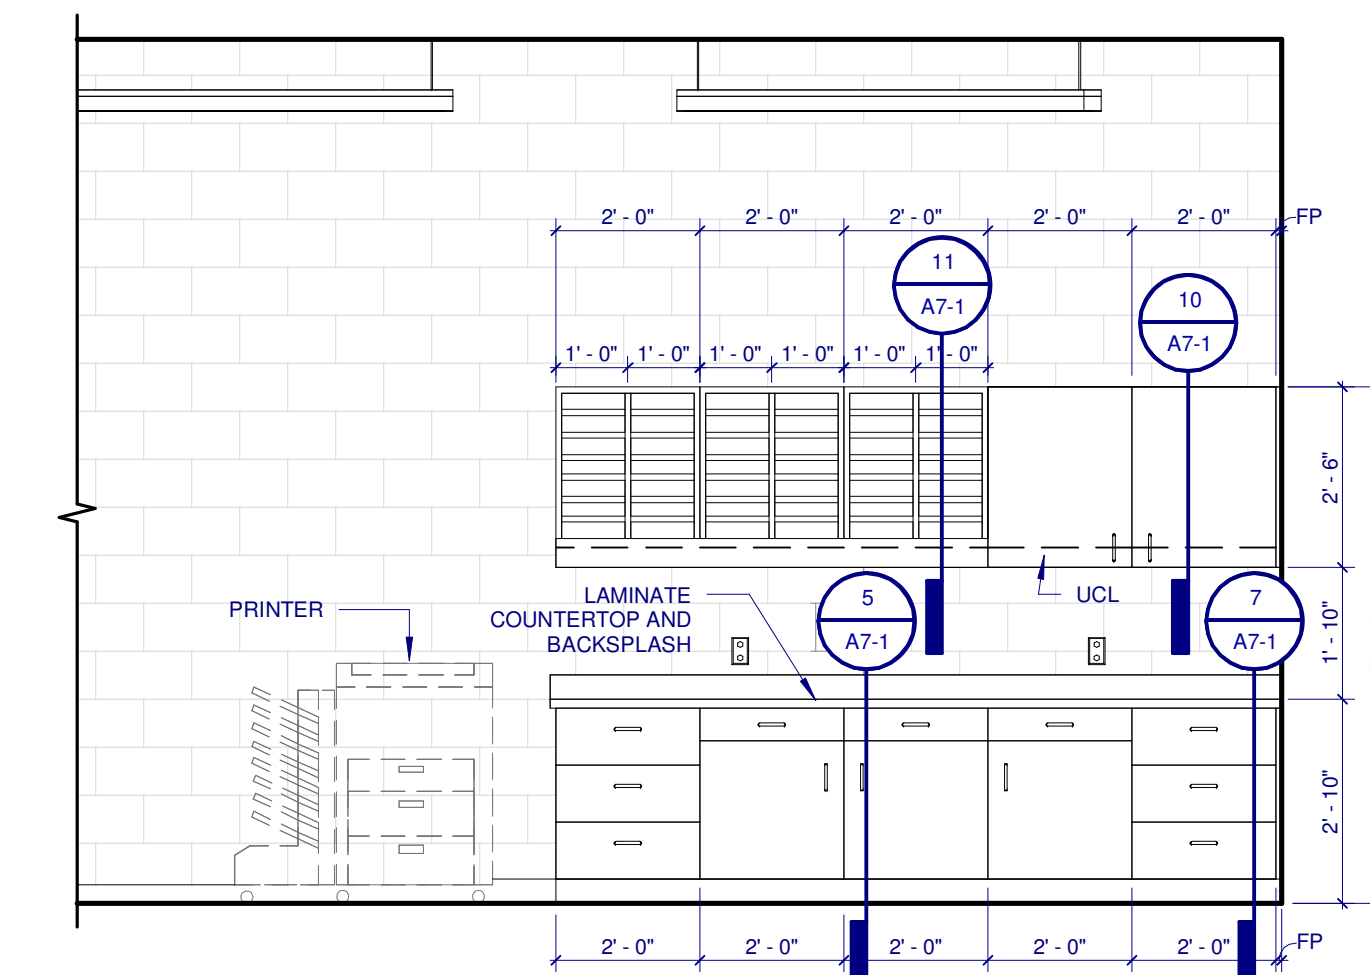 2' - 0" 2' - 0" 2' - 0" 2' - 0" 2' - 0" FP
11
A7-1
10
A7-1
1' - 0" 1' - 0" 1' - 0" 1' - 0" 1' - 0" 1' - 0"
2' - 6"
LAMINATE
COUNTERTOP AND
BACKSPLASH
PRINTER
5
A7-1
UCL
7
A7-1
1' - 10"
2' - 10"
2' - 0" 2' - 0" 2' - 0" 2' - 0" 2' - 0" FP